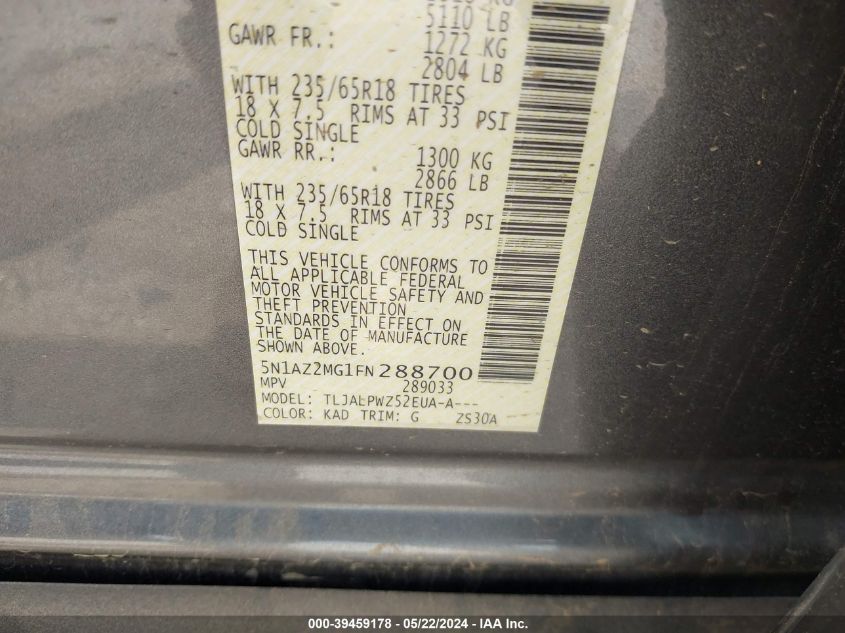 5110 LB
GAWR FR.: 1272 KG
2804 LB
WITH 235/65R18 TIRES
18 X 7.5 RIMS AT 33 PSI
COLD SINGLE
GAWR RR.: 1300 KG
2866 LB
WITH 235/65R18 TIRES
18 X 7.5 RIMS AT 33 PSI
COLD SINGLE
THIS VEHICLE CONFORMS TO
ALL APPLICABLE FEDERAL
MOTOR VEHICLE SAFETY AND
THEFT PREVENTION
STANDARDS IN EFFECT ON
THE DATE OF MANUFACTURE
SHOWN ABOVE.
5N1AZ2MG1FN288700
MPV 289033
MODEL: TLJALPWZ52EUA-A---
COLOR: KAD TRIM: G ZS30A
000-39459178 - 05/22/2024 - IAA Inc.